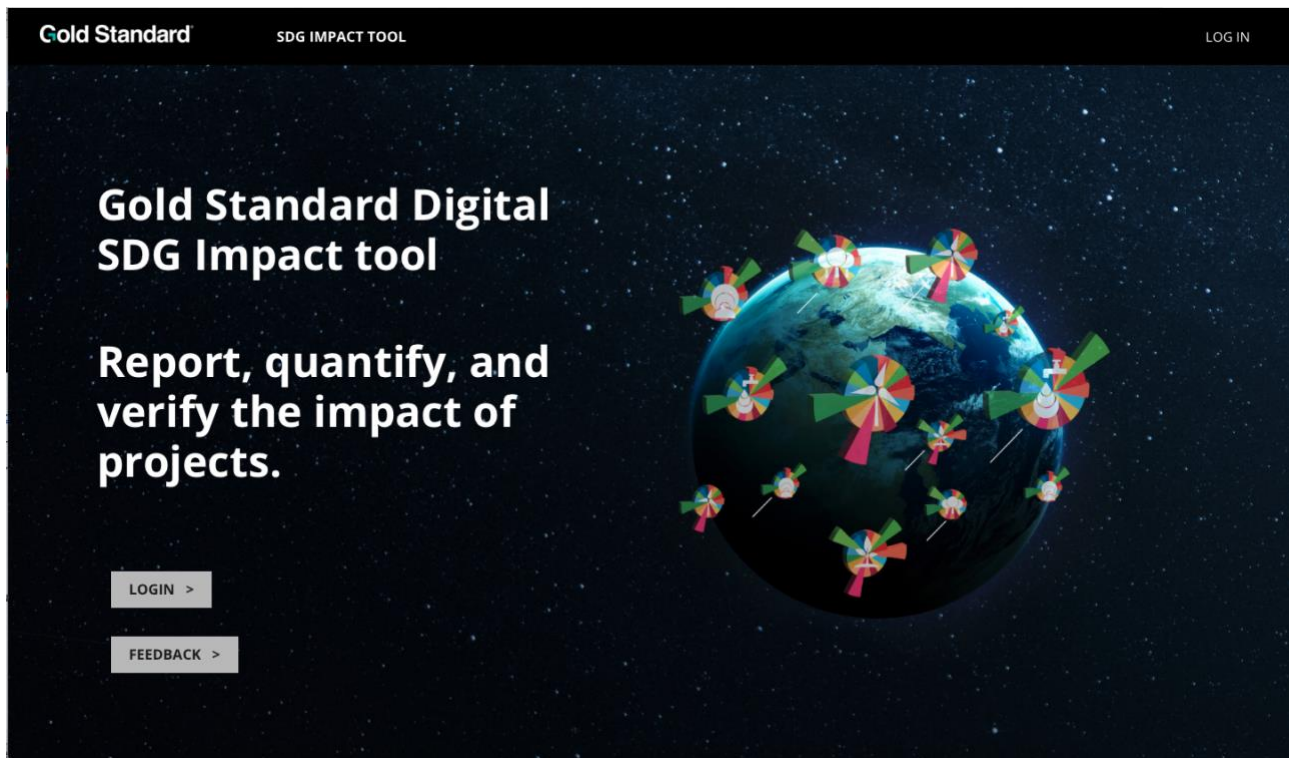 Gold Standard
SDG IMPACT TOOL
LOG IN
Gold Standard Digital
SDG Impact tool
Report, quantify, and
verify the impact of
projects.
LOGIN >
FEEDBACK >